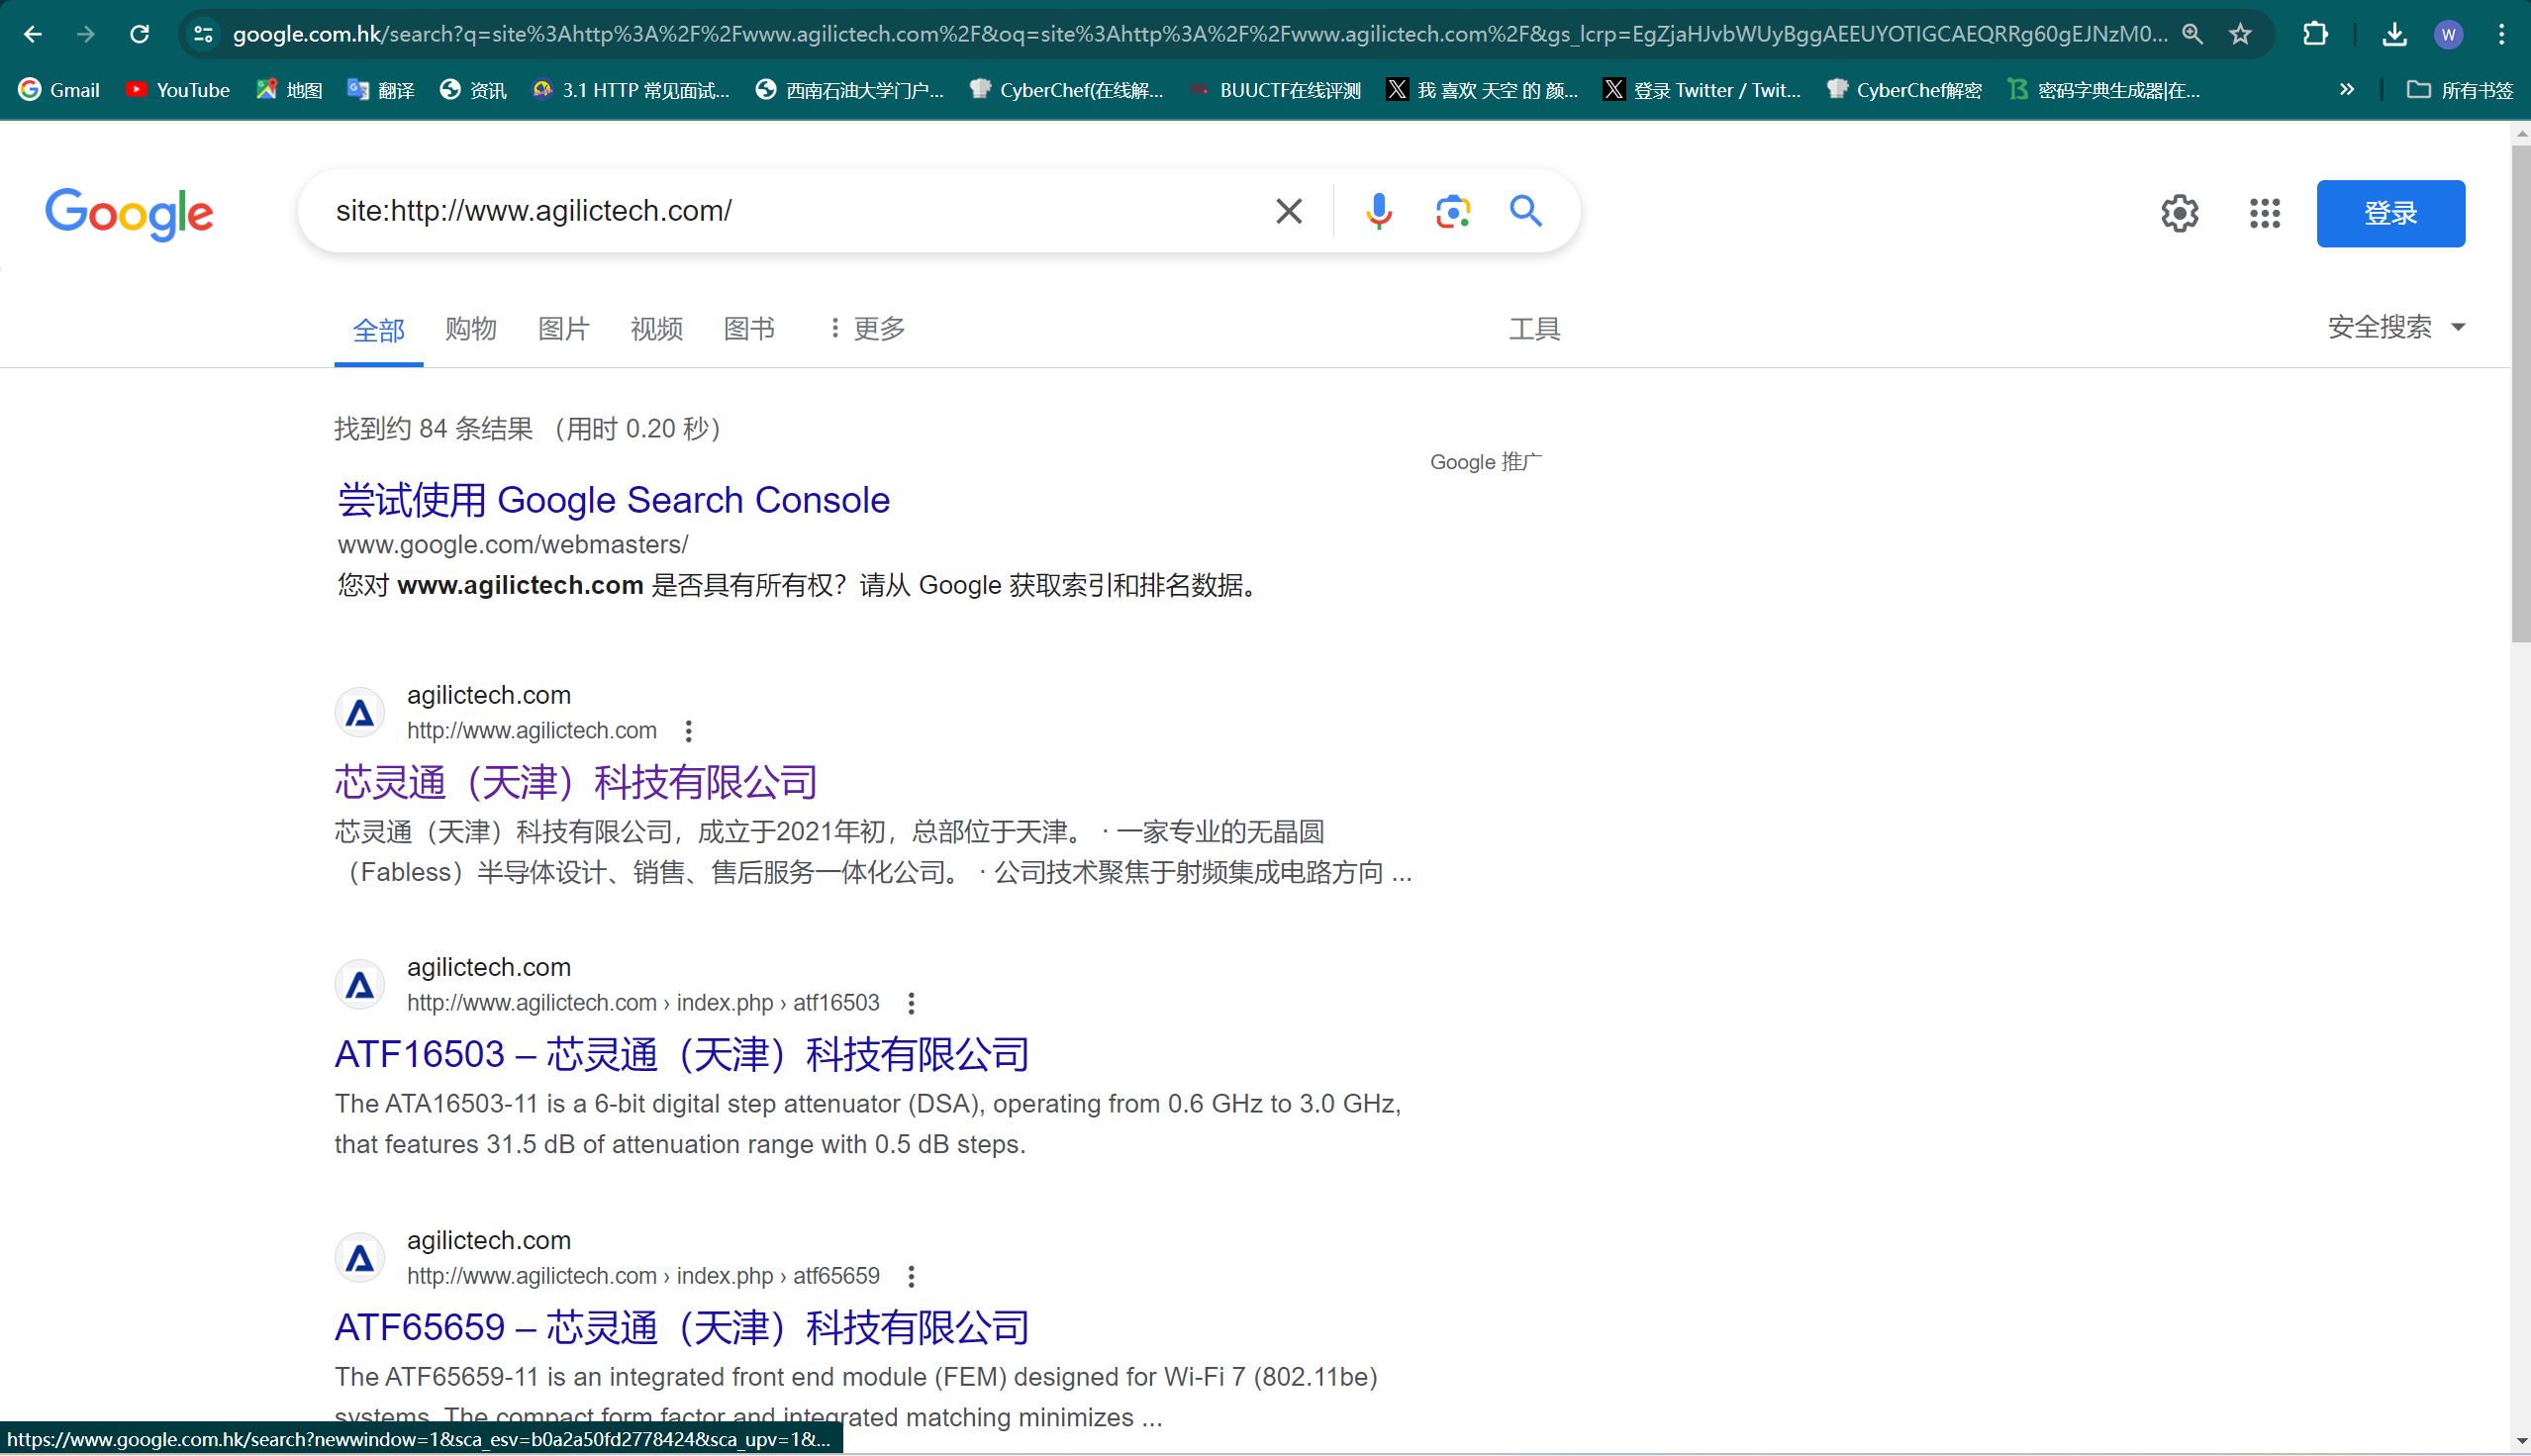 google.com.hk/search?q=site%3Ahttp%3A%2F%2Fwww.agilictech.com%2F&oq=site%3Ahttp%3A%2F%2Fwww.agilictech.com%2F&gs_lcrp=EgZjaHJvbWUyBggAEEUYOTIGCAEQRRg60gEJNzM0...
W
Gmail YouTube 地图 翻译 资讯 3.1 HTTP 常见面试... 西南石油大学门户... CyberChef(在线解... BUUCTF在线评测 我 喜欢 天空 的 颜... 登录 Twitter / Twit... CyberChef解密 密码字典生成器|在... 所有书签
Google site:http://www.agilictech.com/ 登录
全部 购物 图片 视频 图书 更多 工具 安全搜索
找到约 84 条结果 （用时 0.20 秒）
Google 推广
尝试使用 Google Search Console
www.google.com/webmasters/
您对 www.agilictech.com 是否具有所有权？请从 Google 获取索引和排名数据。
agilictech.com
http://www.agilictech.com
芯灵通（天津）科技有限公司
芯灵通（天津）科技有限公司，成立于2021年初，总部位于天津。 · 一家专业的无晶圆
（Fabless）半导体设计、销售、售后服务一体化公司。 · 公司技术聚焦于射频集成电路方向 ...
agilictech.com
http://www.agilictech.com › index.php › atf16503
ATF16503 – 芯灵通（天津）科技有限公司
The ATA16503-11 is a 6-bit digital step attenuator (DSA), operating from 0.6 GHz to 3.0 GHz,
that features 31.5 dB of attenuation range with 0.5 dB steps.
agilictech.com
http://www.agilictech.com › index.php › atf65659
ATF65659 – 芯灵通（天津）科技有限公司
The ATF65659-11 is an integrated front end module (FEM) designed for Wi-Fi 7 (802.11be)
systems. The compact form factor and integrated matching minimizes ...
https://www.google.com.hk/search?newwindow=1&sca_esv=b0a2a50fd2778424&sca_upv=1&...